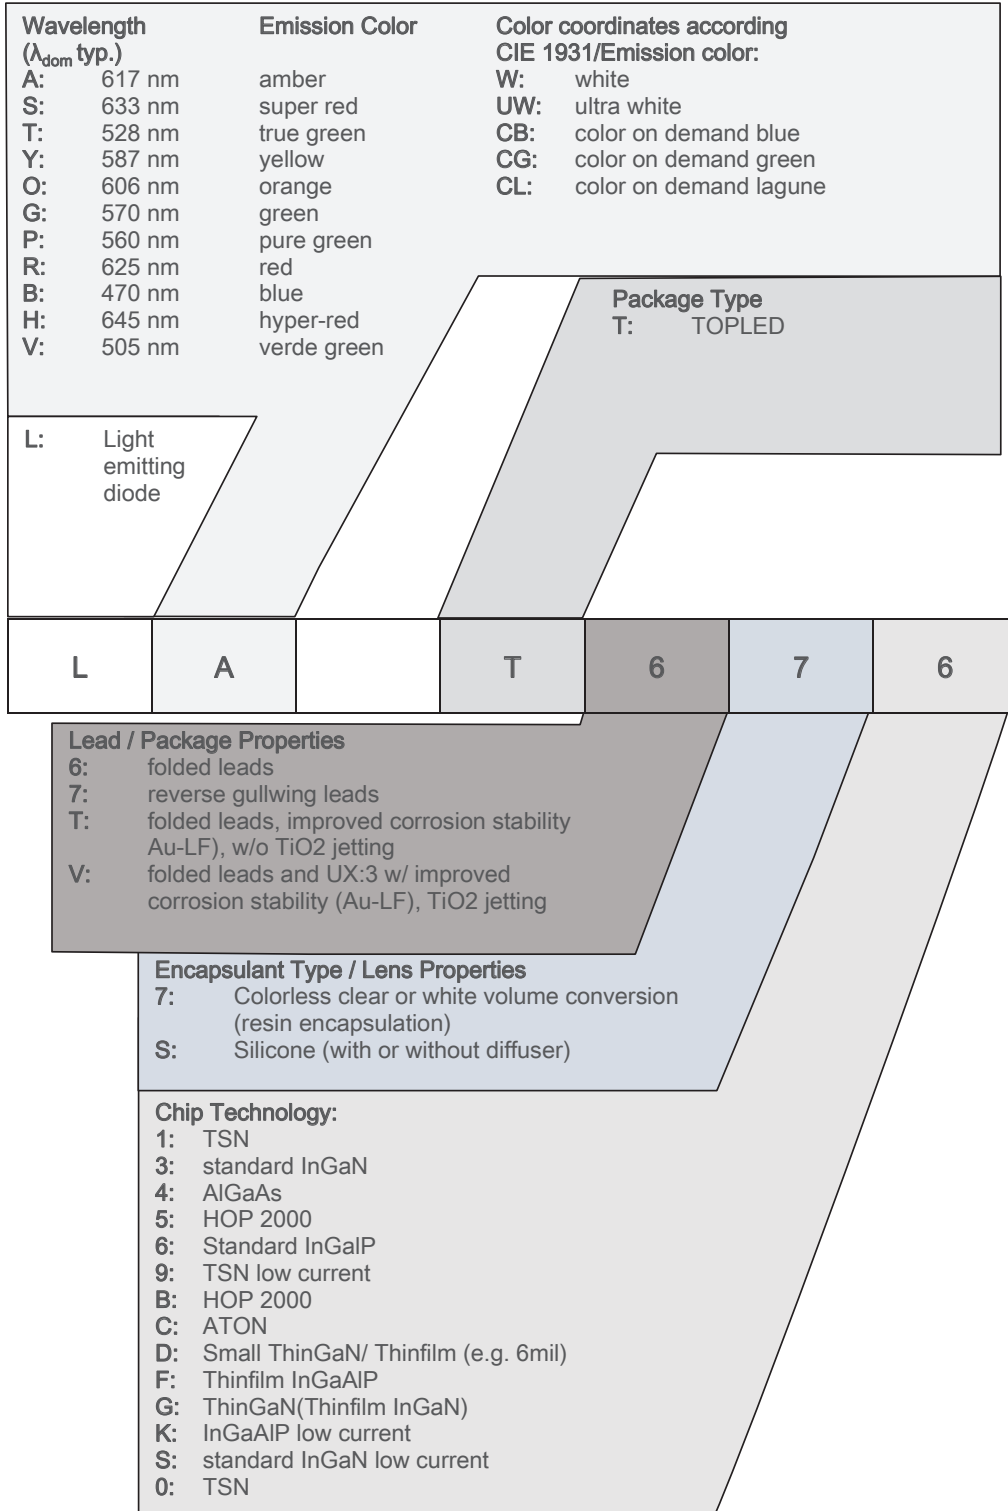 Wavelength Emission Color
(λdom typ.)
A: 617 nm amber
S: 633 nm super red
T: 528 nm true green
Y: 587 nm yellow
O: 606 nm orange
G: 570 nm green
P: 560 nm pure green
R: 625 nm red
B: 470 nm blue
H: 645 nm hyper-red
V: 505 nm verde green
Color coordinates according
CIE 1931/Emission color:
W: white
UW: ultra white
CB: color on demand blue
CG: color on demand green
CL: color on demand lagune
Package Type
T: TOPLED
L: Light
emitting
diode
L A T 6 7 6
Lead / Package Properties
6: folded leads
7: reverse gullwing leads
T: folded leads, improved corrosion stability
Au-LF), w/o TiO2 jetting
V: folded leads and UX:3 w/ improved
corrosion stability (Au-LF), TiO2 jetting
Encapsulant Type / Lens Properties
7: Colorless clear or white volume conversion
(resin encapsulation)
S: Silicone (with or without diffuser)
Chip Technology:
1: TSN
3: standard InGaN
4: AlGaAs
5: HOP 2000
6: Standard InGalP
9: TSN low current
B: HOP 2000
C: ATON
D: Small ThinGaN/ Thinfilm (e.g. 6mil)
F: Thinfilm InGaAlP
G: ThinGaN(Thinfilm InGaN)
K: InGaAlP low current
S: standard InGaN low current
0: TSN